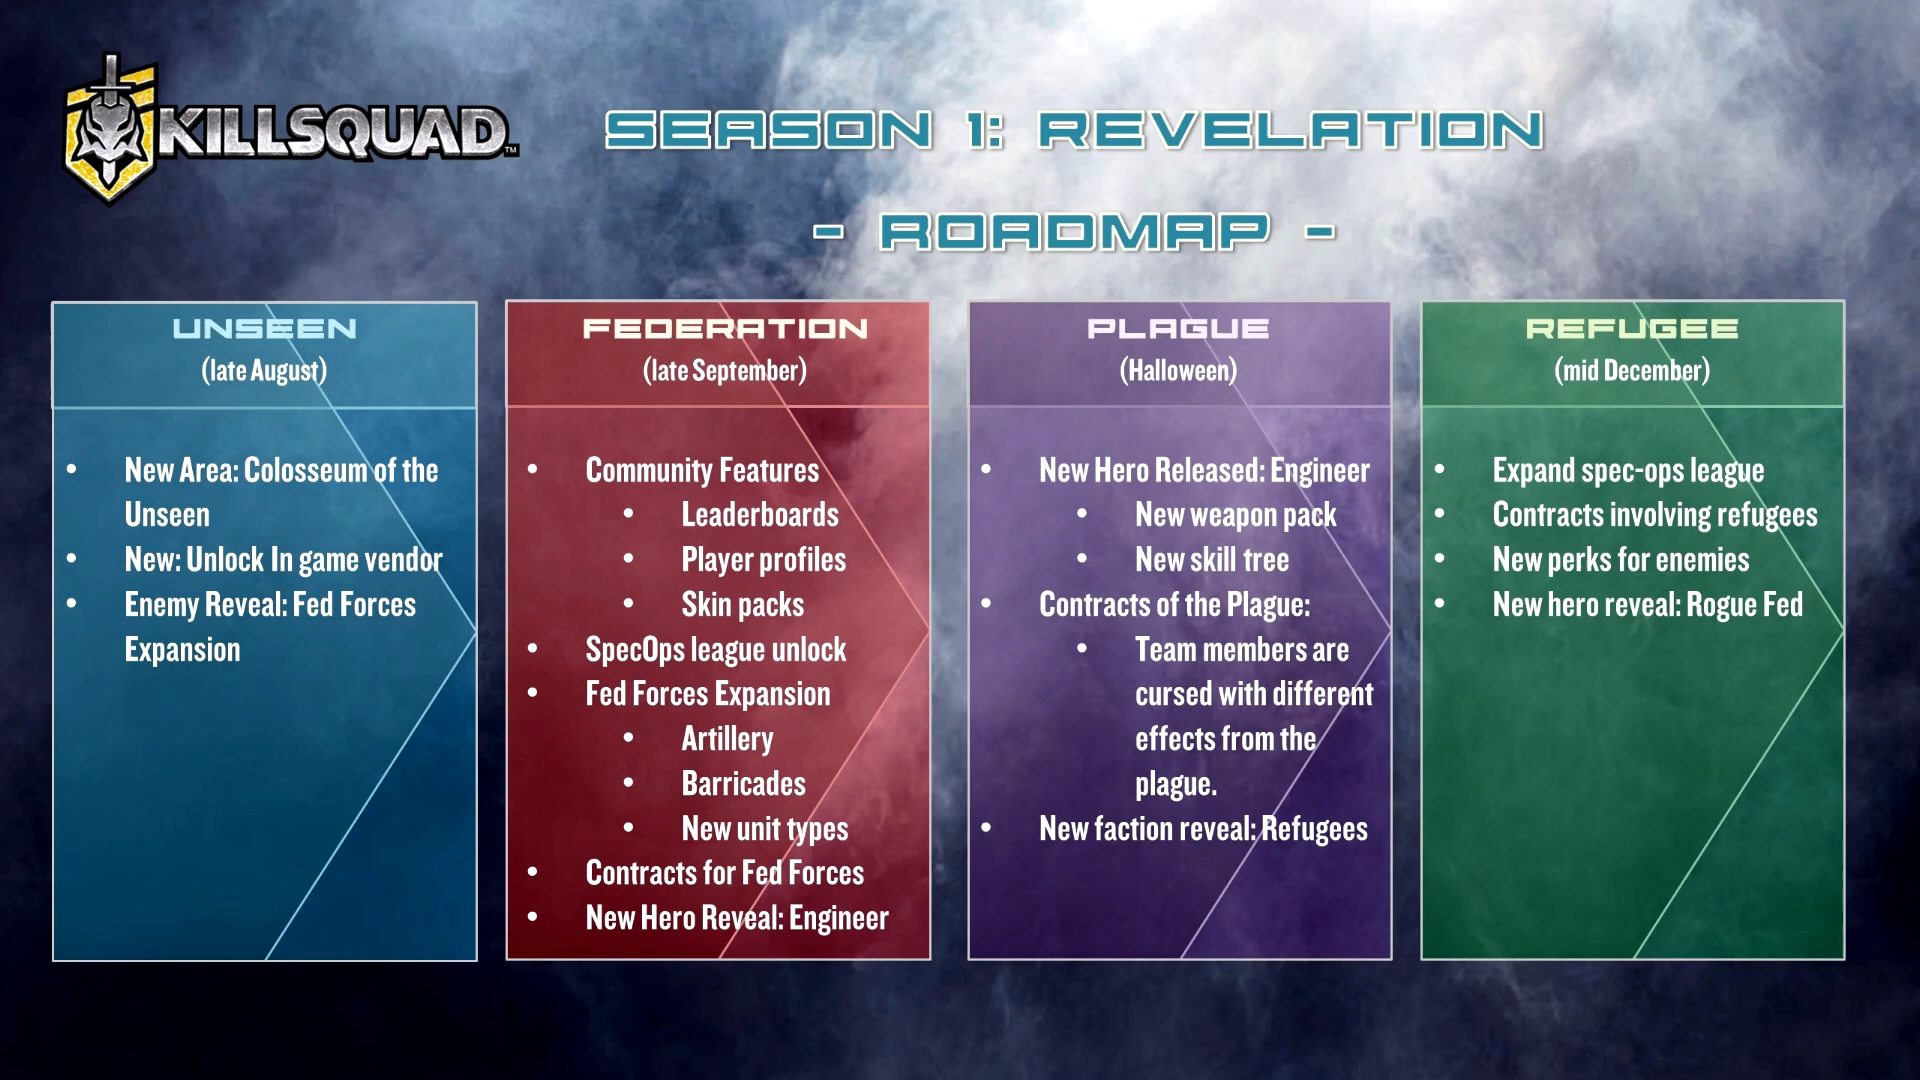 KILLSQUAD™
SEASON 1: REVELATION
- ROADMAP -
UNSEEN
(late August)
• New Area: Colosseum of the
Unseen
• New: Unlock In game vendor
• Enemy Reveal: Fed Forces
Expansion
FEDERATION
(late September)
• Community Features
• Leaderboards
• Player profiles
• Skin packs
• SpecOps league unlock
• Fed Forces Expansion
• Artillery
• Barricades
• New unit types
• Contracts for Fed Forces
• New Hero Reveal: Engineer
PLAGUE
(Halloween)
• New Hero Released: Engineer
• New weapon pack
• New skill tree
• Contracts of the Plague:
• Team members are
cursed with different
effects from the
plague.
• New faction reveal: Refugees
REFUGEE
(mid December)
• Expand spec-ops league
• Contracts involving refugees
• New perks for enemies
• New hero reveal: Rogue Fed